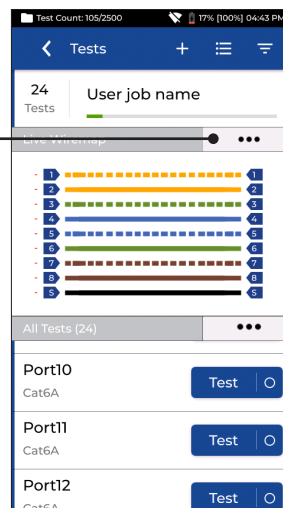 Test Count: 105/2500 17% [100%] 04:43 PM
Tests
24 Tests
User job name
Live Wiremap
- 1 1
- 2 2
- 3 3
- 4 4
- 5 5
- 6 6
- 7 7
- 8 8
- S S
All Tests (24)
Port10
Cat6A
Test
Port11
Cat6A
Test
Port12
Cat6A
Test